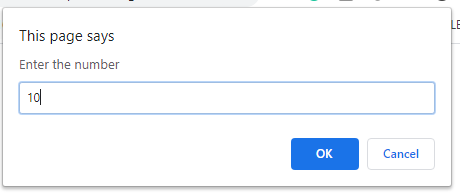 This page says
Enter the number
10
OK
Cancel